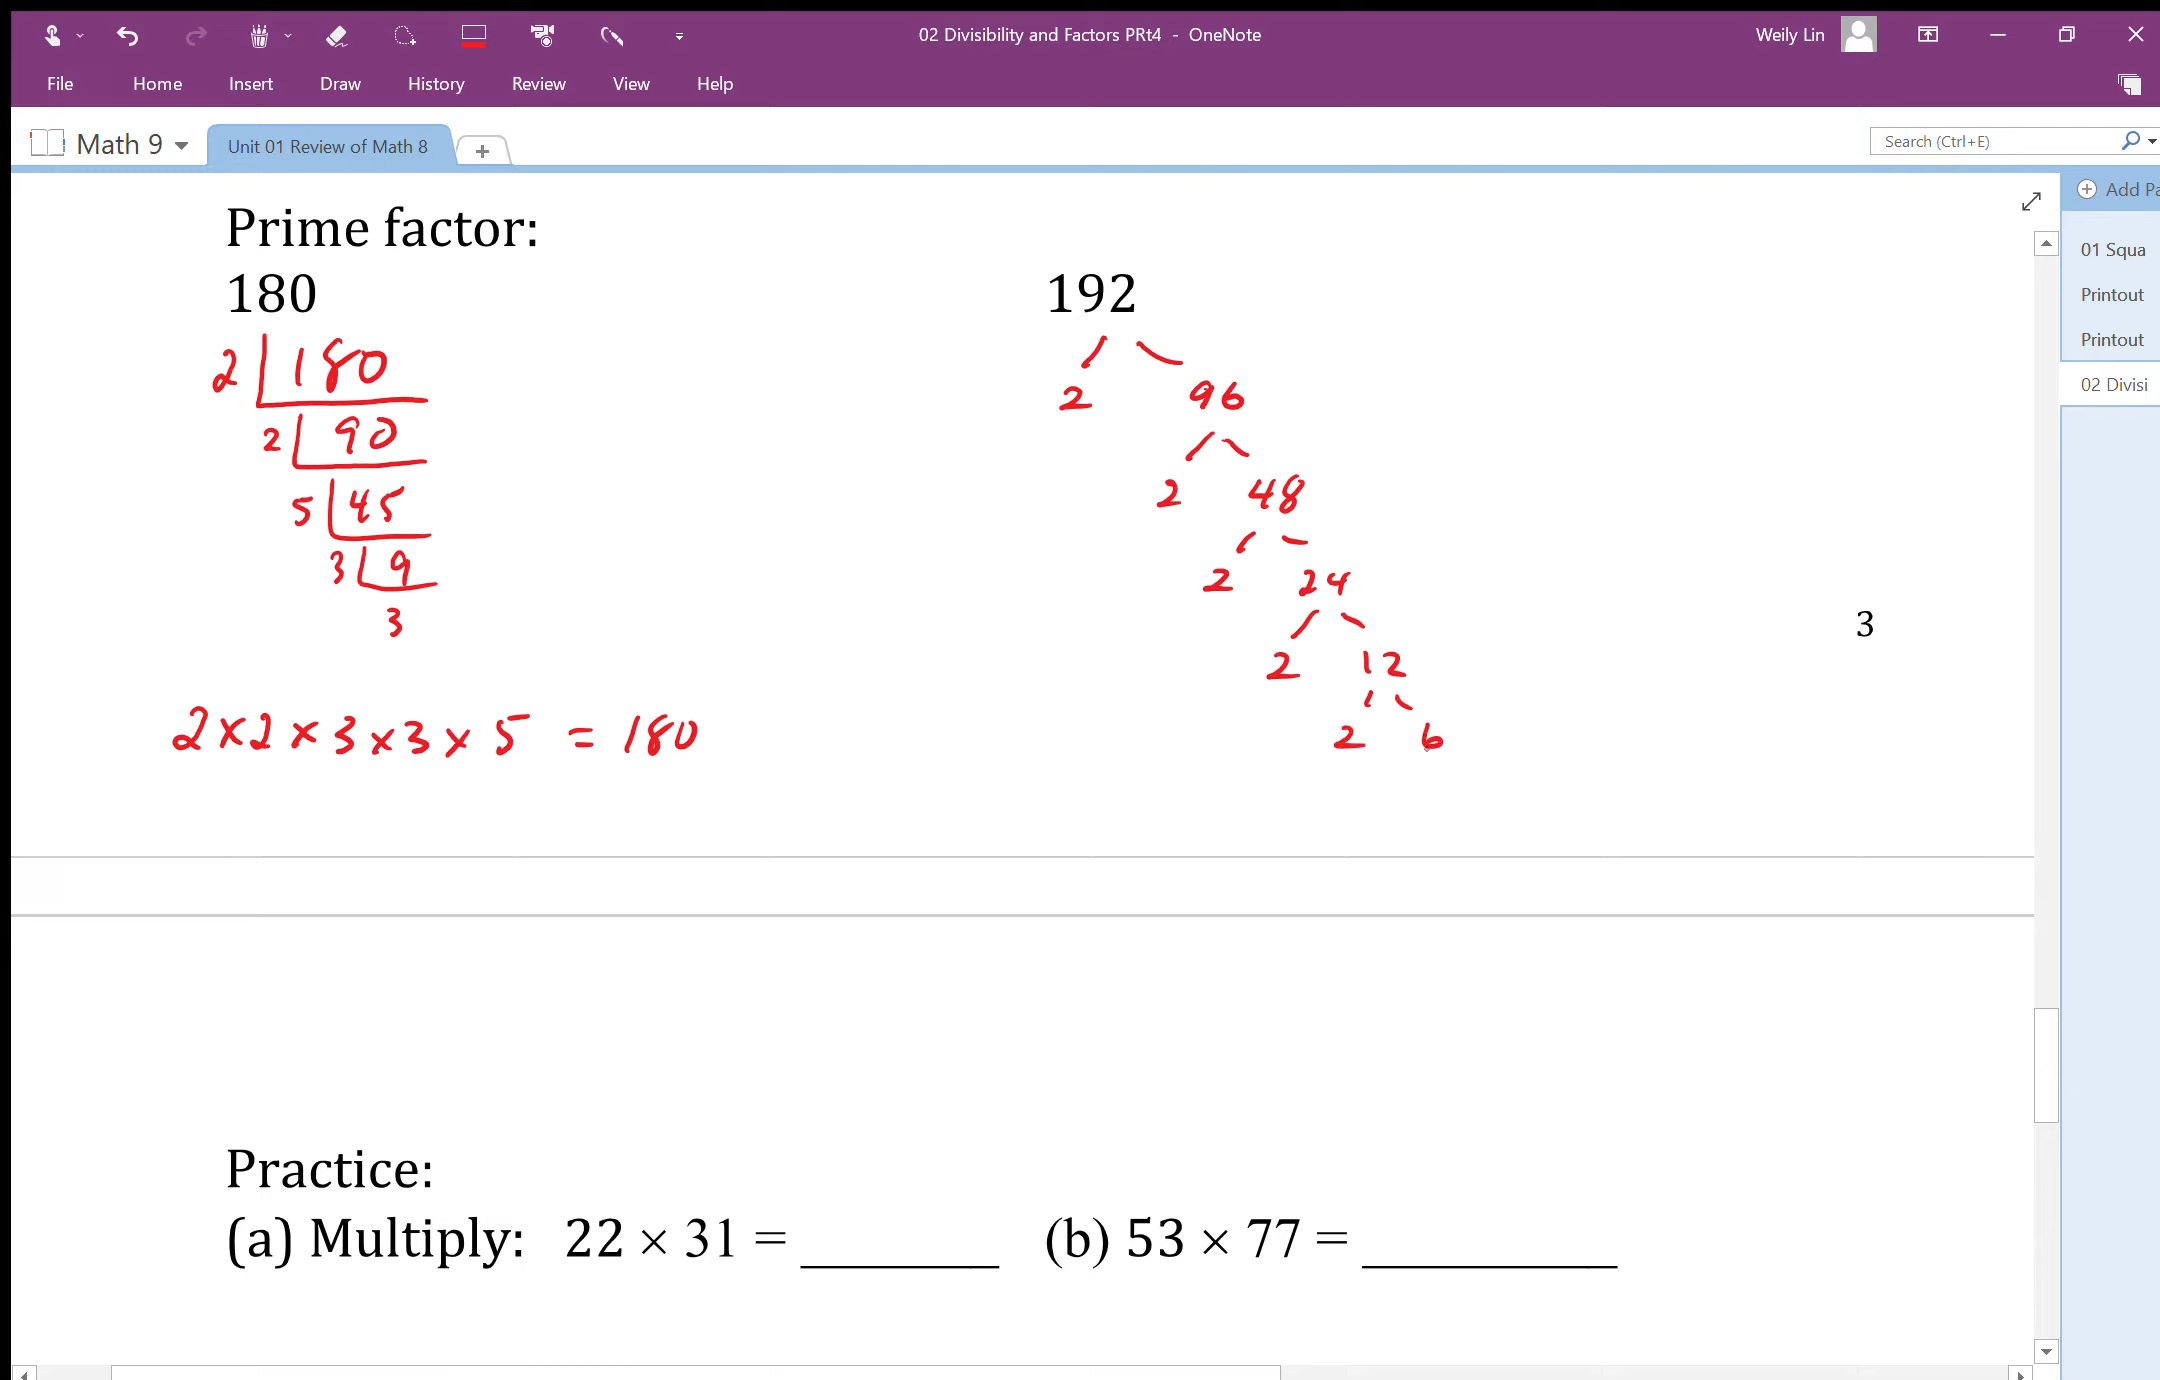 02 Divisibility and Factors PRt4 - OneNote
Weily Lin
File Home Insert Draw History Review View Help
Math 9
Unit 01 Review of Math 8
+
Search (Ctrl+E)
Add Pa
01 Squa
Printout
Printout
02 Divisi
Prime factor:
180
2 180
2 90
5 45
3 9
3
2 × 2 × 3 × 3 × 5 = 180
192
2 96
2 48
2 24
2 12
2 6
3
Practice:
(a) Multiply: 22 × 31 = ________
(b) 53 × 77 = __________